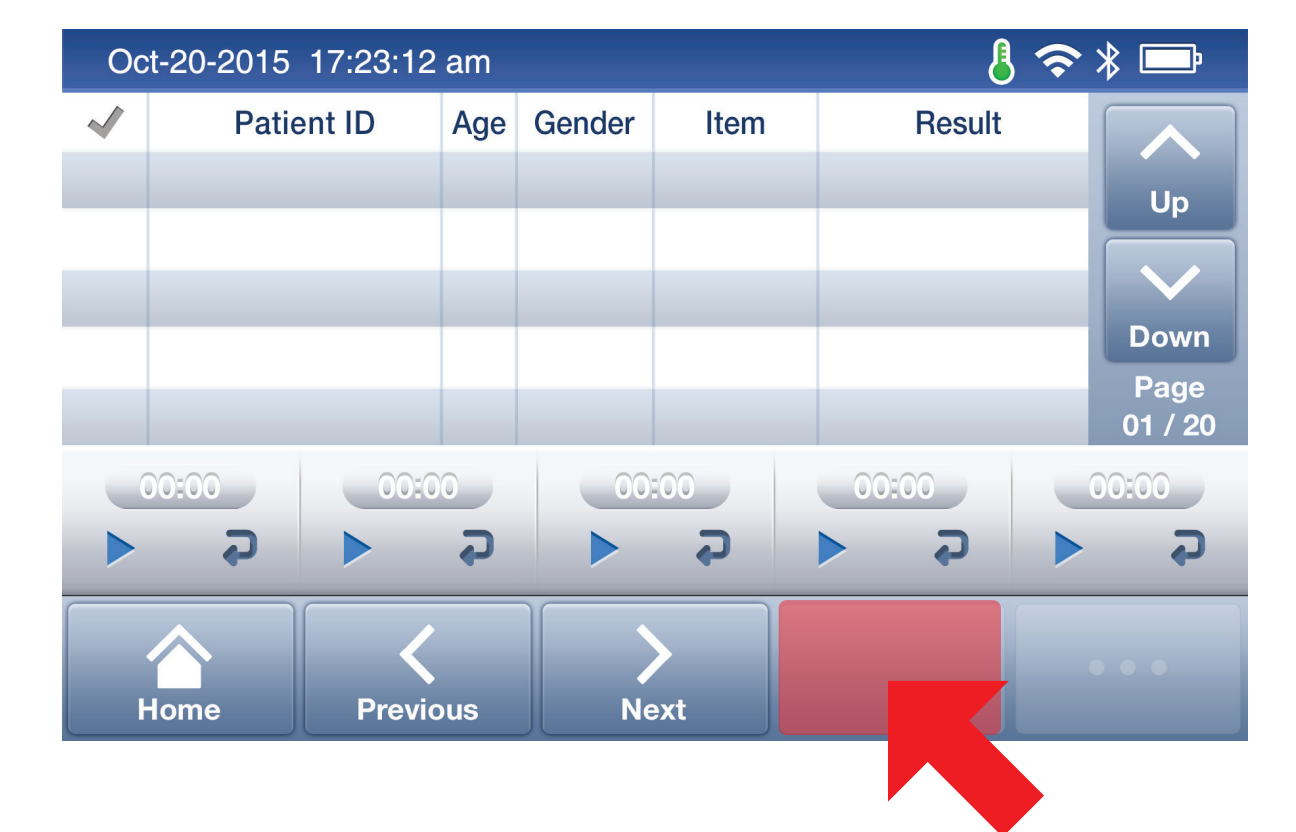 Oct-20-2015 17:23:12 am
Patient ID Age Gender Item Result
Up
Down
Page
01 / 20
00:00 00:00 00:00 00:00 00:00
Home Previous Next